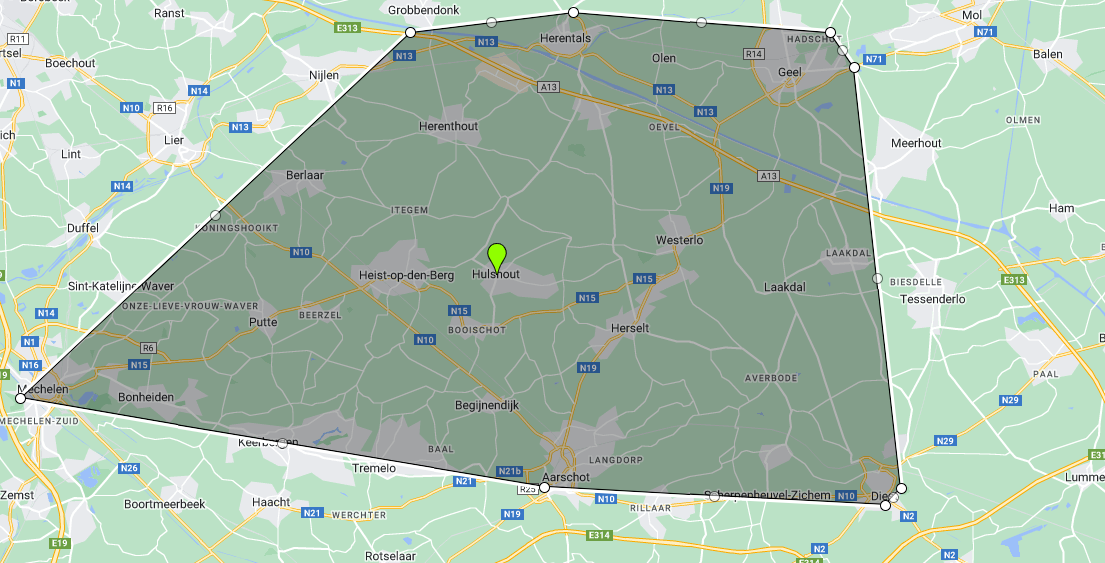 Ranst
Grobbendonk
E313
Mol
R11
N13
Herentals
HADSCHOT
N71
Boechout
N13
Olen
R14
N71
Balen
N1
Nijlen
Geel
N14
A13
N13
N10
R16
N13
OLMEN
Herenthout
OEVEL
N13
Lier
Meerhout
Lint
Berlaar
A13
N14
N19
ITEGEM
Ham
Duffel
KONINGSHOOIKT
Westerlo
N10
LAAKDAL
Heist-op-den-Berg
Hulshout
N15
E313
BIESDELLE
Sint-Katelijne-Waver
Laakdal
Tessenderlo
ONZE-LIEVE-VROUW-WAVER
N15
N14
BEERZEL
N15
Putte
BOOISCHOT
Herselt
N1
R6
N10
N16
N15
N19
PAAL
AVERBODE
Mechelen
Bonheiden
Begijnendijk
N29
MECHELEN-ZUID
Keerbergen
N29
BAAL
LANGDORP
N26
Tremelo
N21b
Aarschot
N21
R25
Zemst
Boortmeerbeek
N10
Scherpenheuvel-Zichem
N10
Haacht
RILLAAR
N21
WERCHTER
N19
N2
E19
E314
N2
N2
Rotselaar
E314